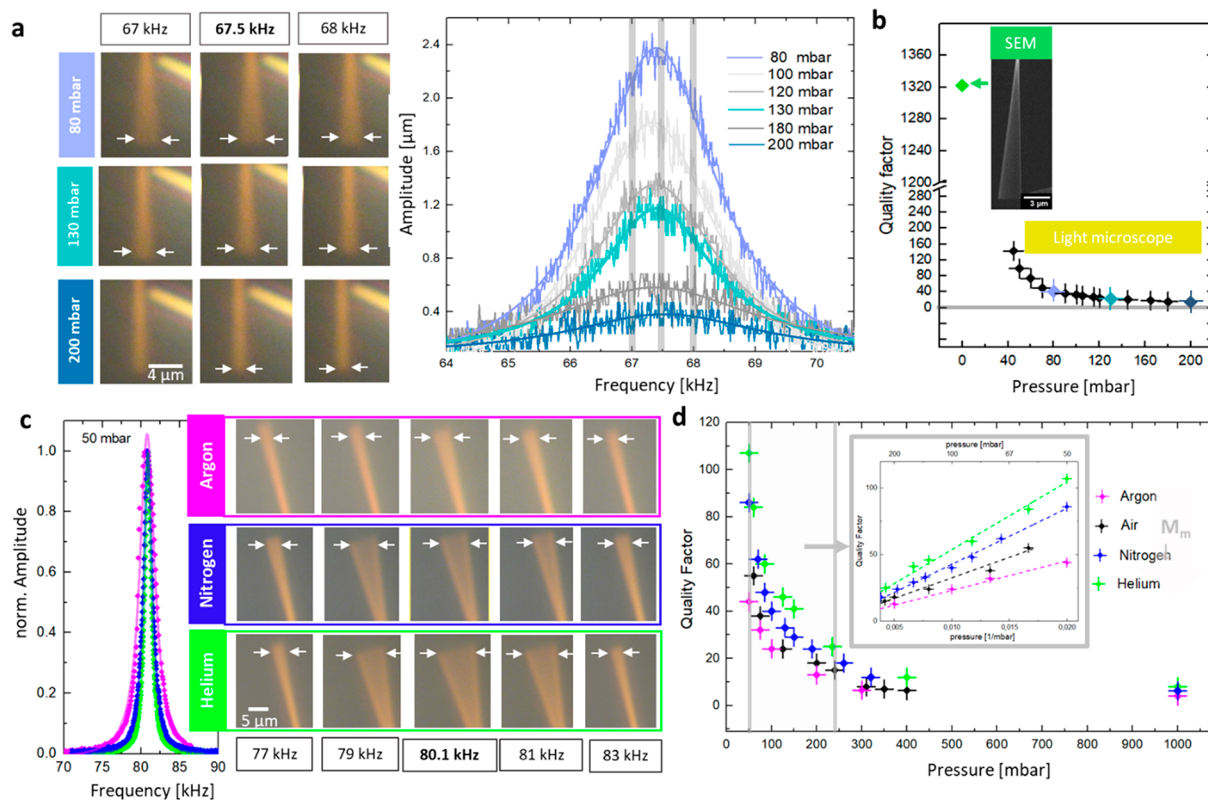 a
67 kHz
67.5 kHz
68 kHz
80 mbar
130 mbar
200 mbar
4 µm
Amplitude [µm]
2.4
2.0
1.6
1.2
0.8
0.4
80 mbar
100 mbar
120 mbar
130 mbar
180 mbar
200 mbar
64 65 66 67 68 69 70
Frequency [kHz]
b
SEM
3 µm
Light microscope
Quality factor
1360
1320
1280
1240
1200
280
240
200
160
120
80
40
0
0 40 80 120 160 200
Pressure [mbar]
c
50 mbar
norm. Amplitude
1.0
0.8
0.6
0.4
0.2
0.0
70 75 80 85 90
Frequency [kHz]
Argon
Nitrogen
Helium
5 µm
77 kHz
79 kHz
80.1 kHz
81 kHz
83 kHz
d
Quality Factor
120
100
80
60
40
20
0
0 100 200 300 400 500 600 700 800 900 1000
Pressure [mbar]
pressure [mbar]
200 100 67 50
Quality Factor
100
50
0
0,005 0,010 0,015 0,020
pressure [1/mbar]
Argon
Air
Nitrogen
Helium
Mm